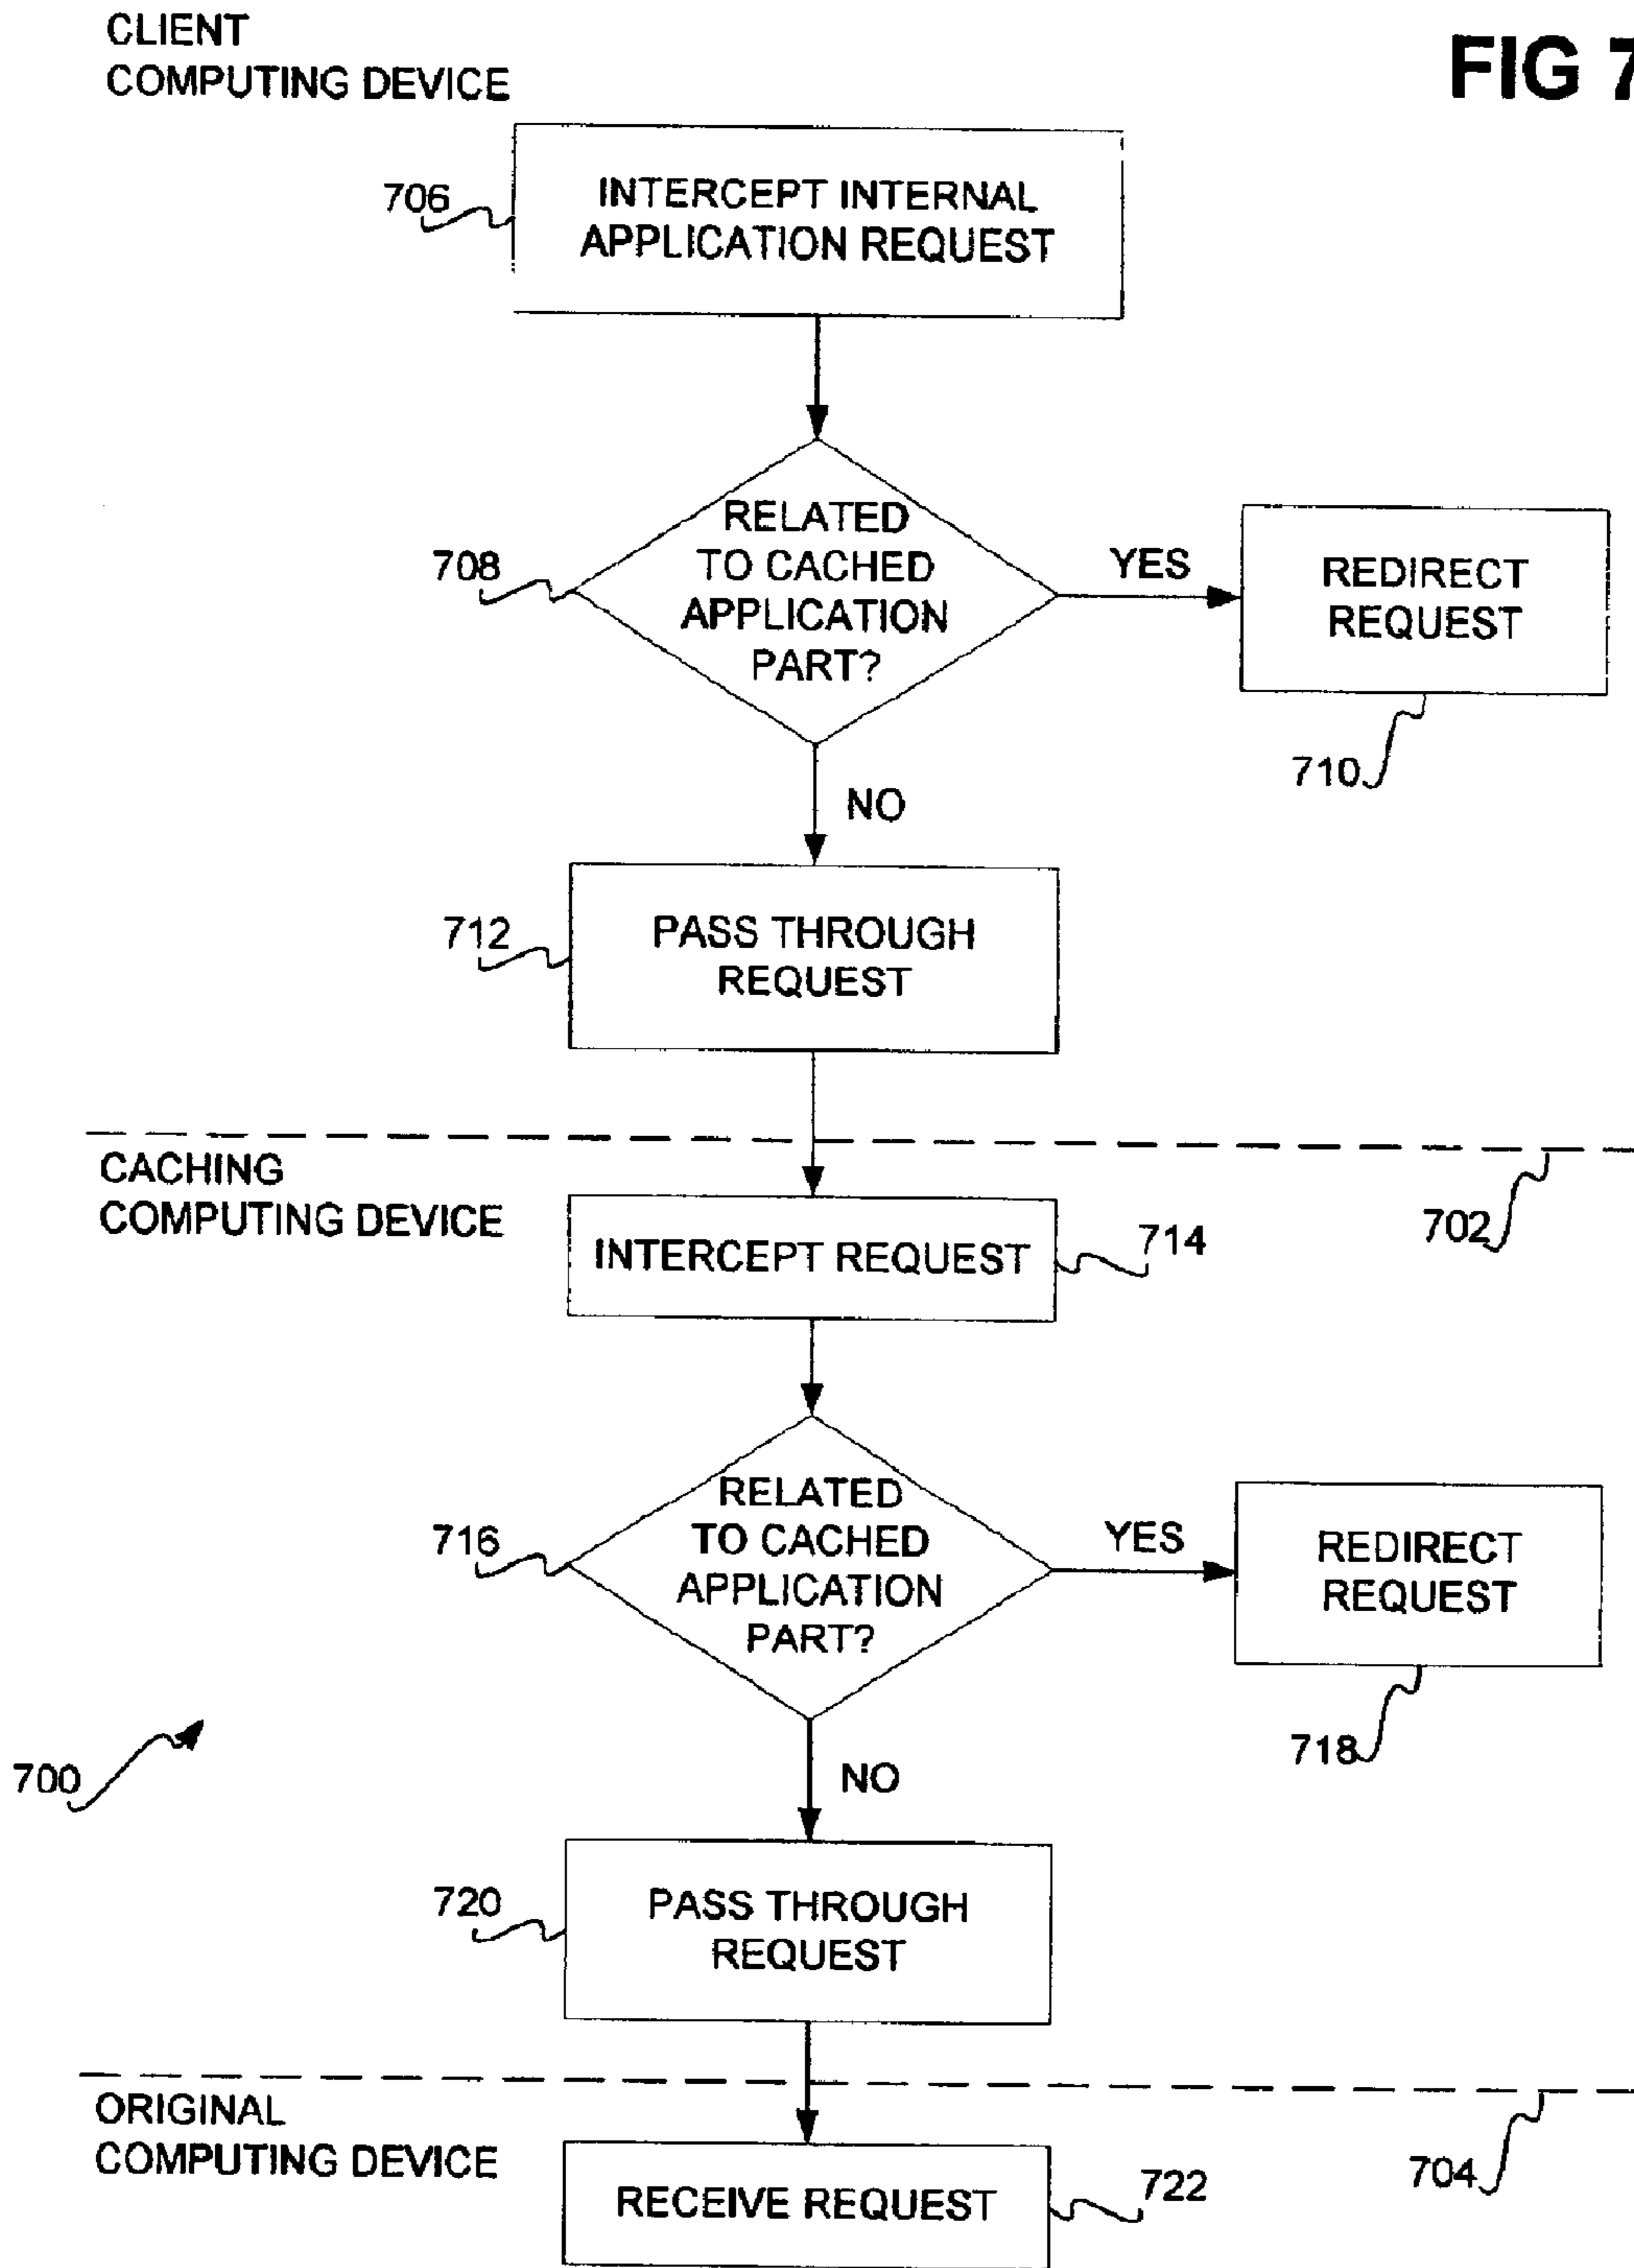 CLIENT
COMPUTING DEVICE
FIG 7
706
INTERCEPT INTERNAL
APPLICATION REQUEST
708
RELATED
TO CACHED
APPLICATION
PART?
YES
REDIRECT
REQUEST
710
NO
712
PASS THROUGH
REQUEST
CACHING
COMPUTING DEVICE
702
INTERCEPT REQUEST
714
716
RELATED
TO CACHED
APPLICATION
PART?
YES
REDIRECT
REQUEST
718
700
NO
720
PASS THROUGH
REQUEST
ORIGINAL
COMPUTING DEVICE
704
RECEIVE REQUEST
722